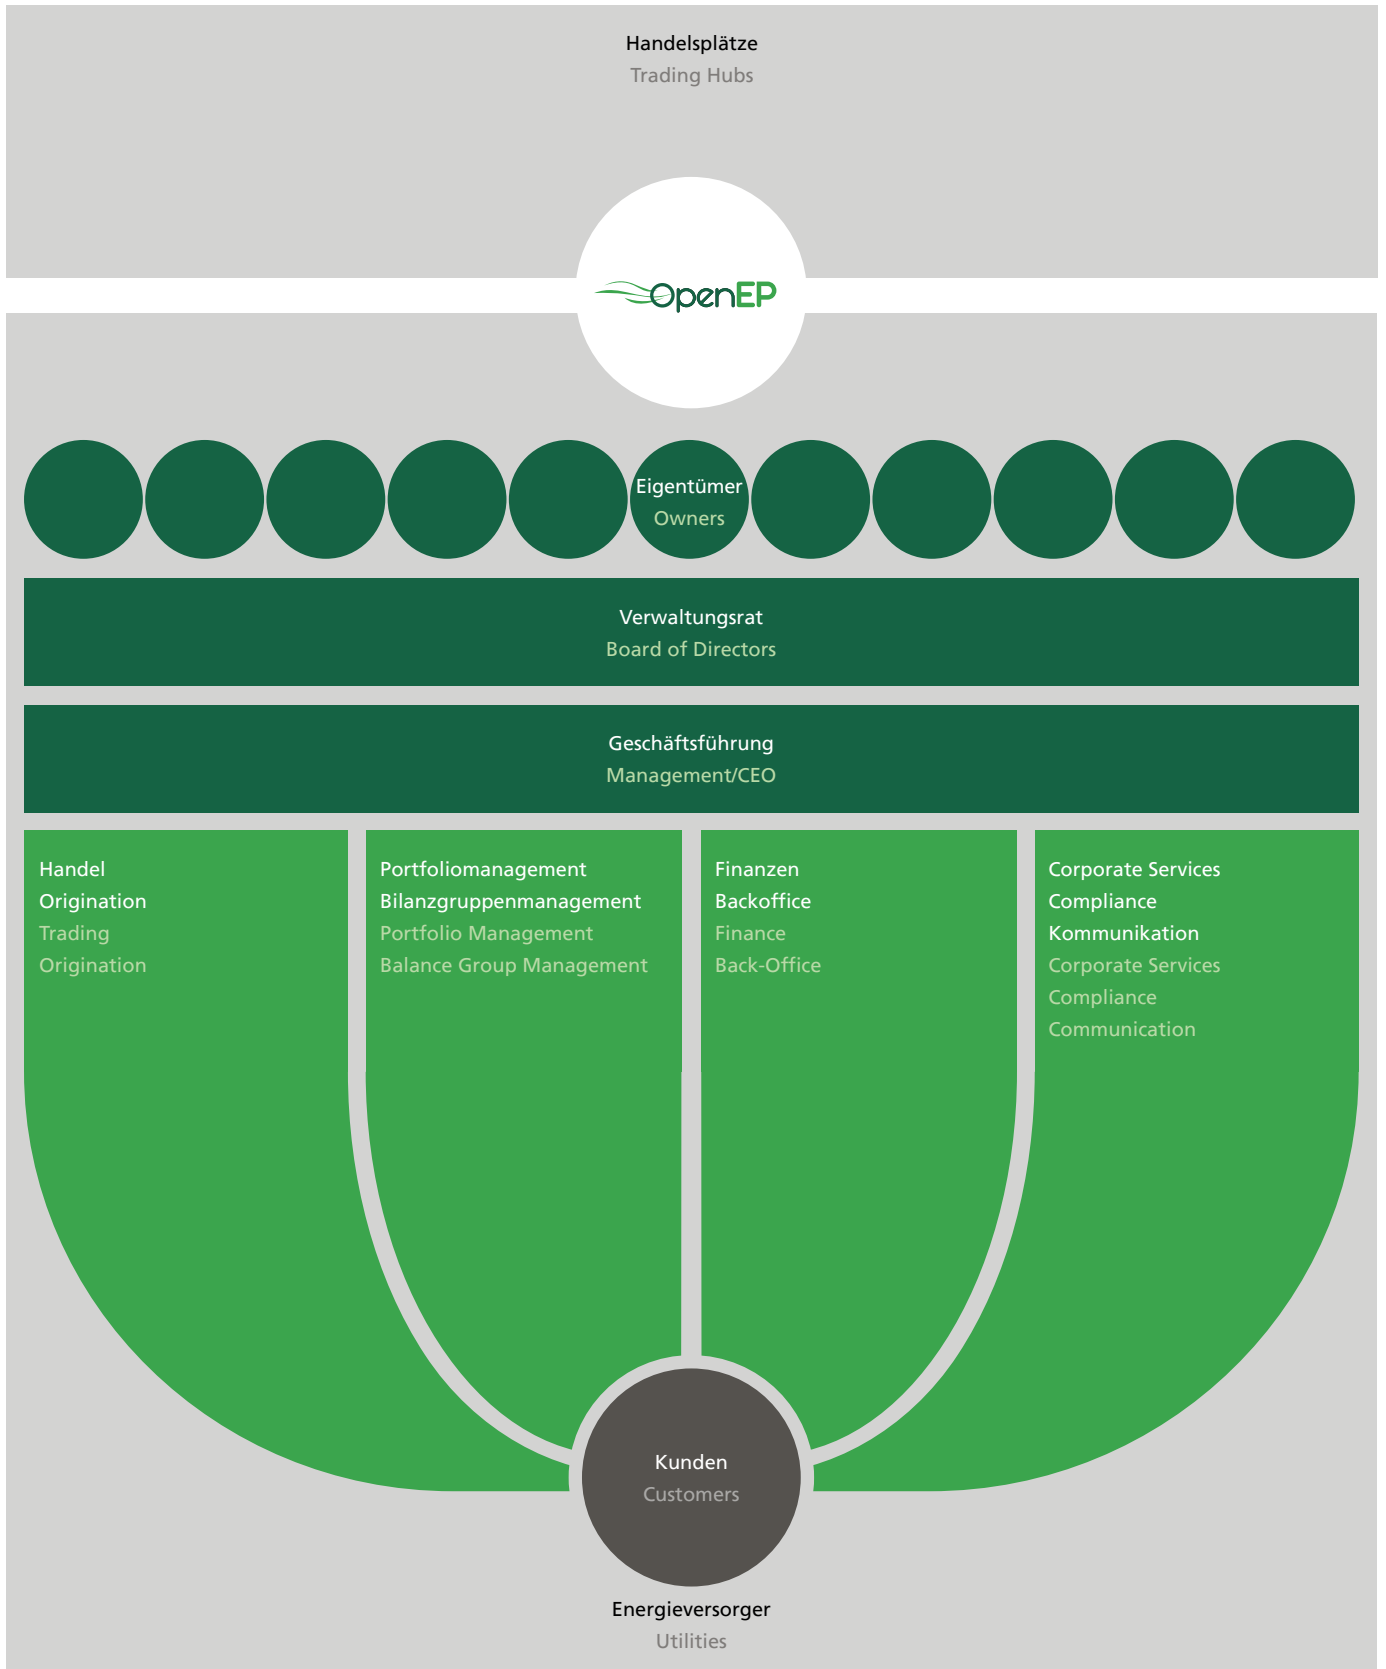 Handelsplätze
Trading Hubs
OpenEP
Eigentümer
Owners
Verwaltungsrat
Board of Directors
Geschäftsführung
Management/CEO
Handel
Origination
Trading
Origination
Portfoliomanagement
Bilanzgruppenmanagement
Portfolio Management
Balance Group Management
Finanzen
Backoffice
Finance
Back-Office
Corporate Services
Compliance
Kommunikation
Corporate Services
Compliance
Communication
Kunden
Customers
Energieversorger
Utilities